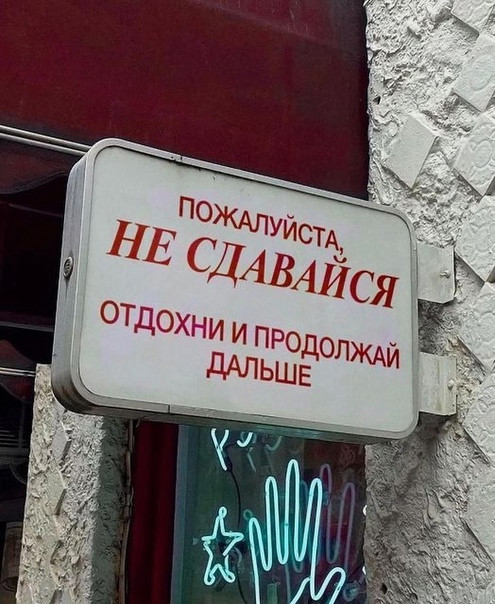 ПОЖАЛУЙСТА,
НЕ СДАВАЙСЯ
ОТДОХНИ И ПРОДОЛЖАЙ
ДАЛЬШЕ